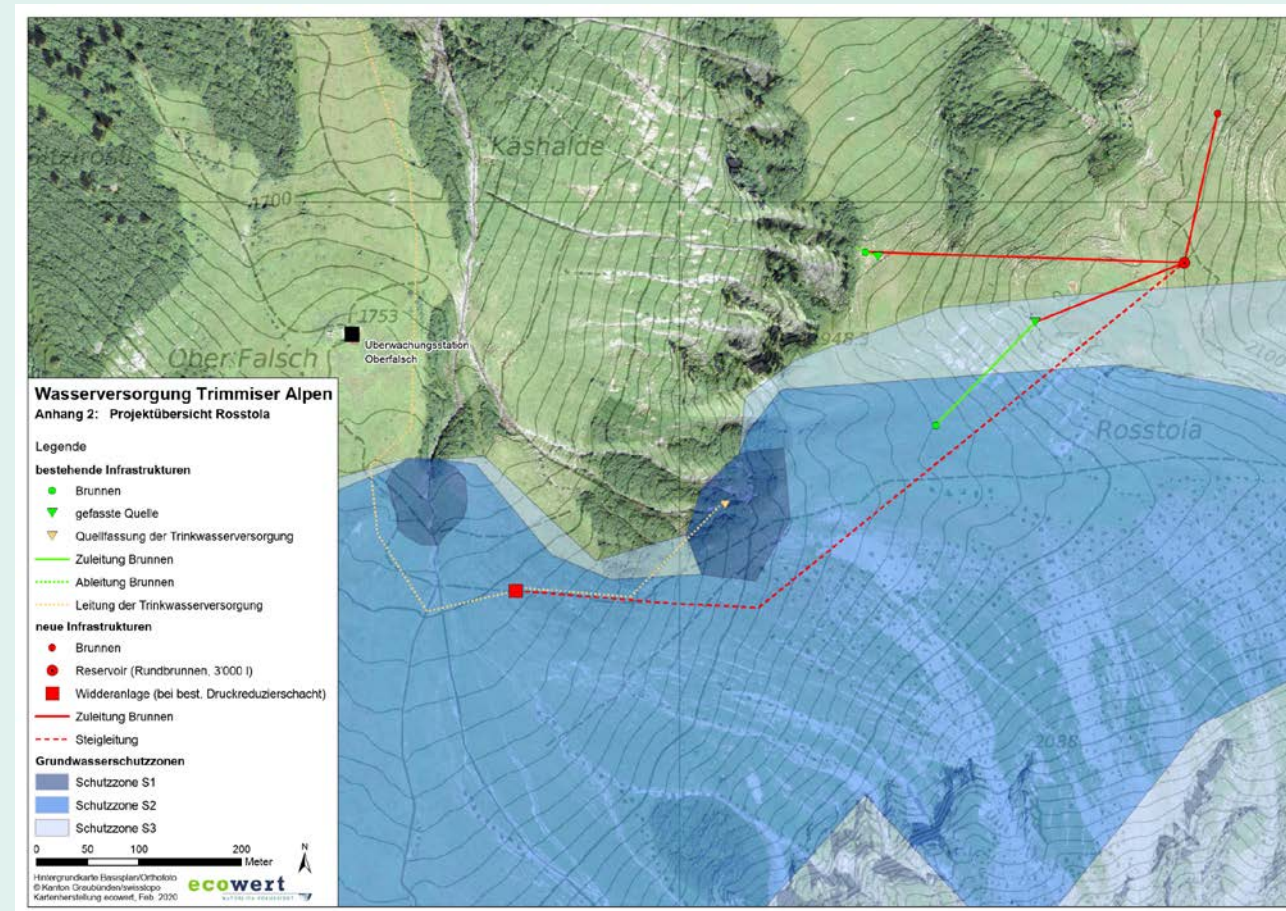 Kashalde
1700
1753
Überwachungsstation
Oberfalsch
Ober Falsch
Rosstola
2038
Wasserversorgung Trimmiser Alpen
Anhang 2: Projektübersicht Rosstola
Legende
bestehende Infrastrukturen
Brunnen
gefasste Quelle
Quellfassung der Trinkwasserversorgung
Zuleitung Brunnen
Ableitung Brunnen
Leitung der Trinkwasserversorgung
neue Infrastrukturen
Brunnen
Reservoir (Rundbrunnen, 3'000 l)
Widderanlage (bei best. Druckreduzierschacht)
Zuleitung Brunnen
Steigleitung
Grundwasserschutzzonen
Schutzzone S1
Schutzzone S2
Schutzzone S3
0 50 100 200
Meter
N
Hintergrundkarte Basisplan/Orthofoto
© Kanton Graubünden/swisstopo
Kartenherstellung ecowert, Feb. 2020
ecowert